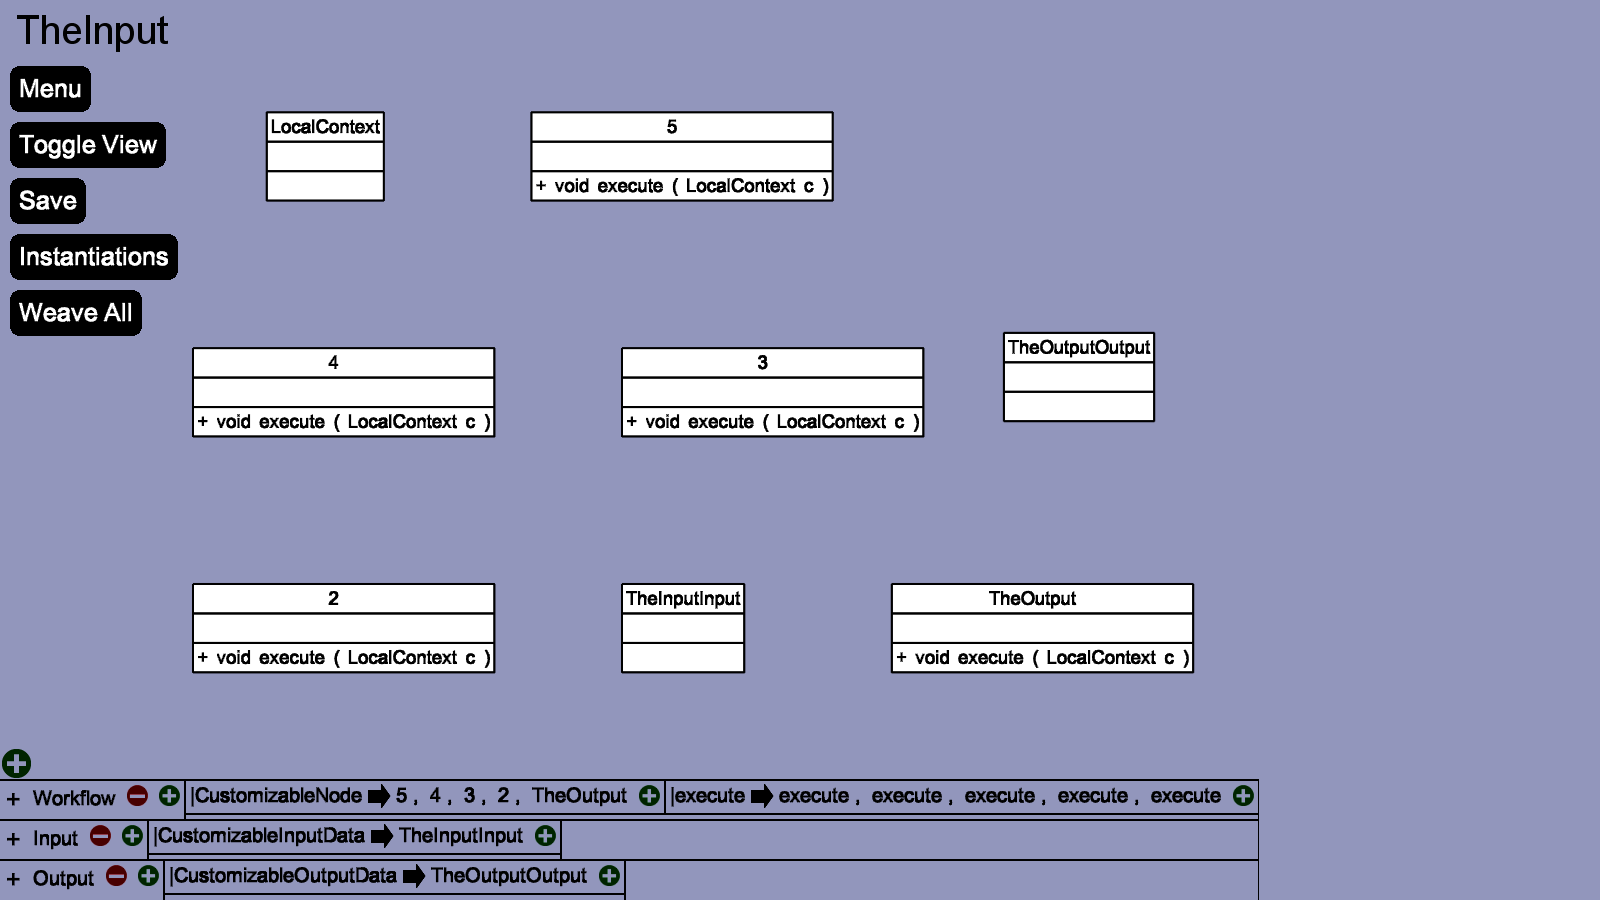 TheInput
Menu
Toggle View
Save
Instantiations
Weave All
LocalContext
5
+ void execute ( LocalContext c )
4
+ void execute ( LocalContext c )
3
+ void execute ( LocalContext c )
TheOutputOutput
2
+ void execute ( LocalContext c )
TheInputInput
TheOutput
+ void execute ( LocalContext c )
+ Workflow |CustomizableNode 5 , 4 , 3 , 2 , TheOutput |execute execute , execute , execute , execute , execute
+ Input |CustomizableInputData TheInputInput
+ Output |CustomizableOutputData TheOutputOutput